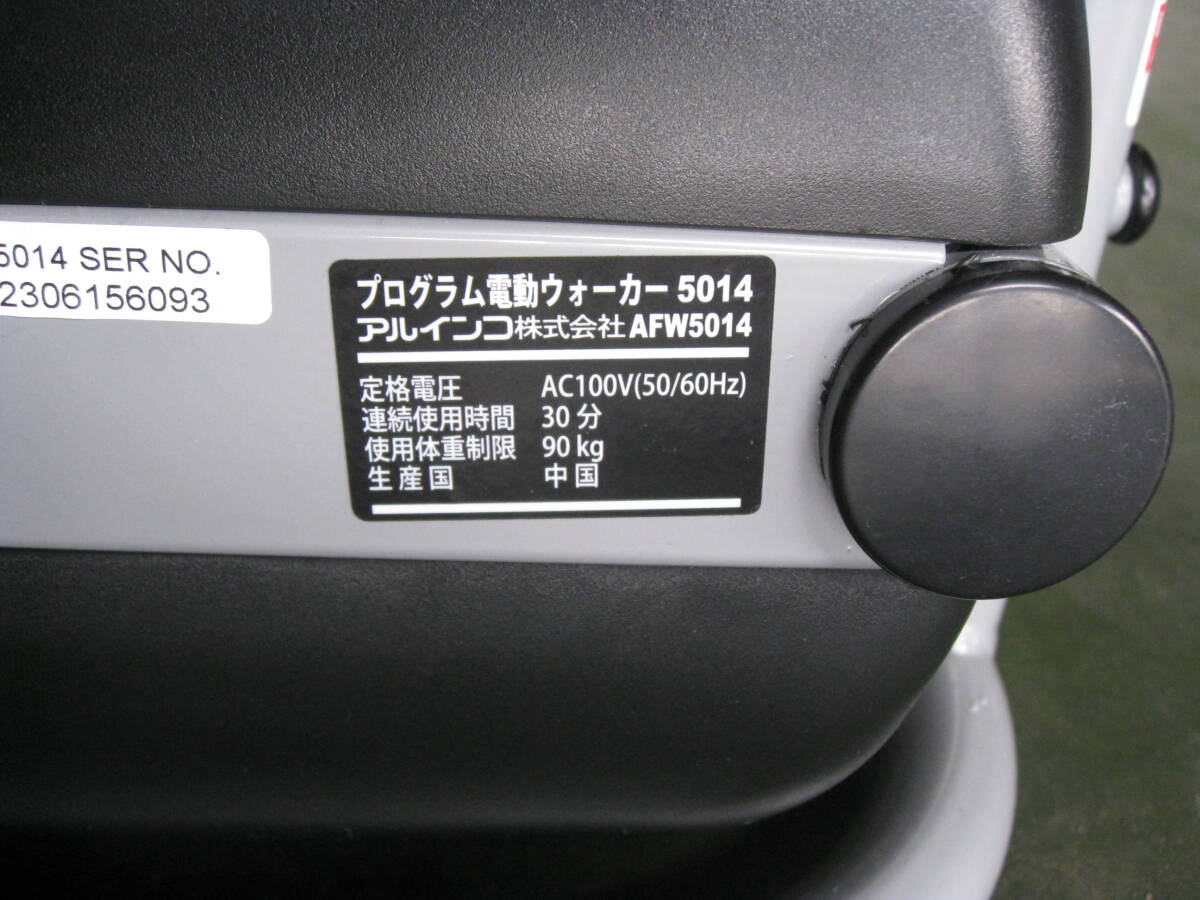 5014 SER NO.
2306156093
プログラム電動ウォーカー 5014
アルインコ株式会社 AFW5014
定格電圧 AC100V(50/60Hz)
連続使用時間 30 分
使用体重制限 90 kg
生産国 中国